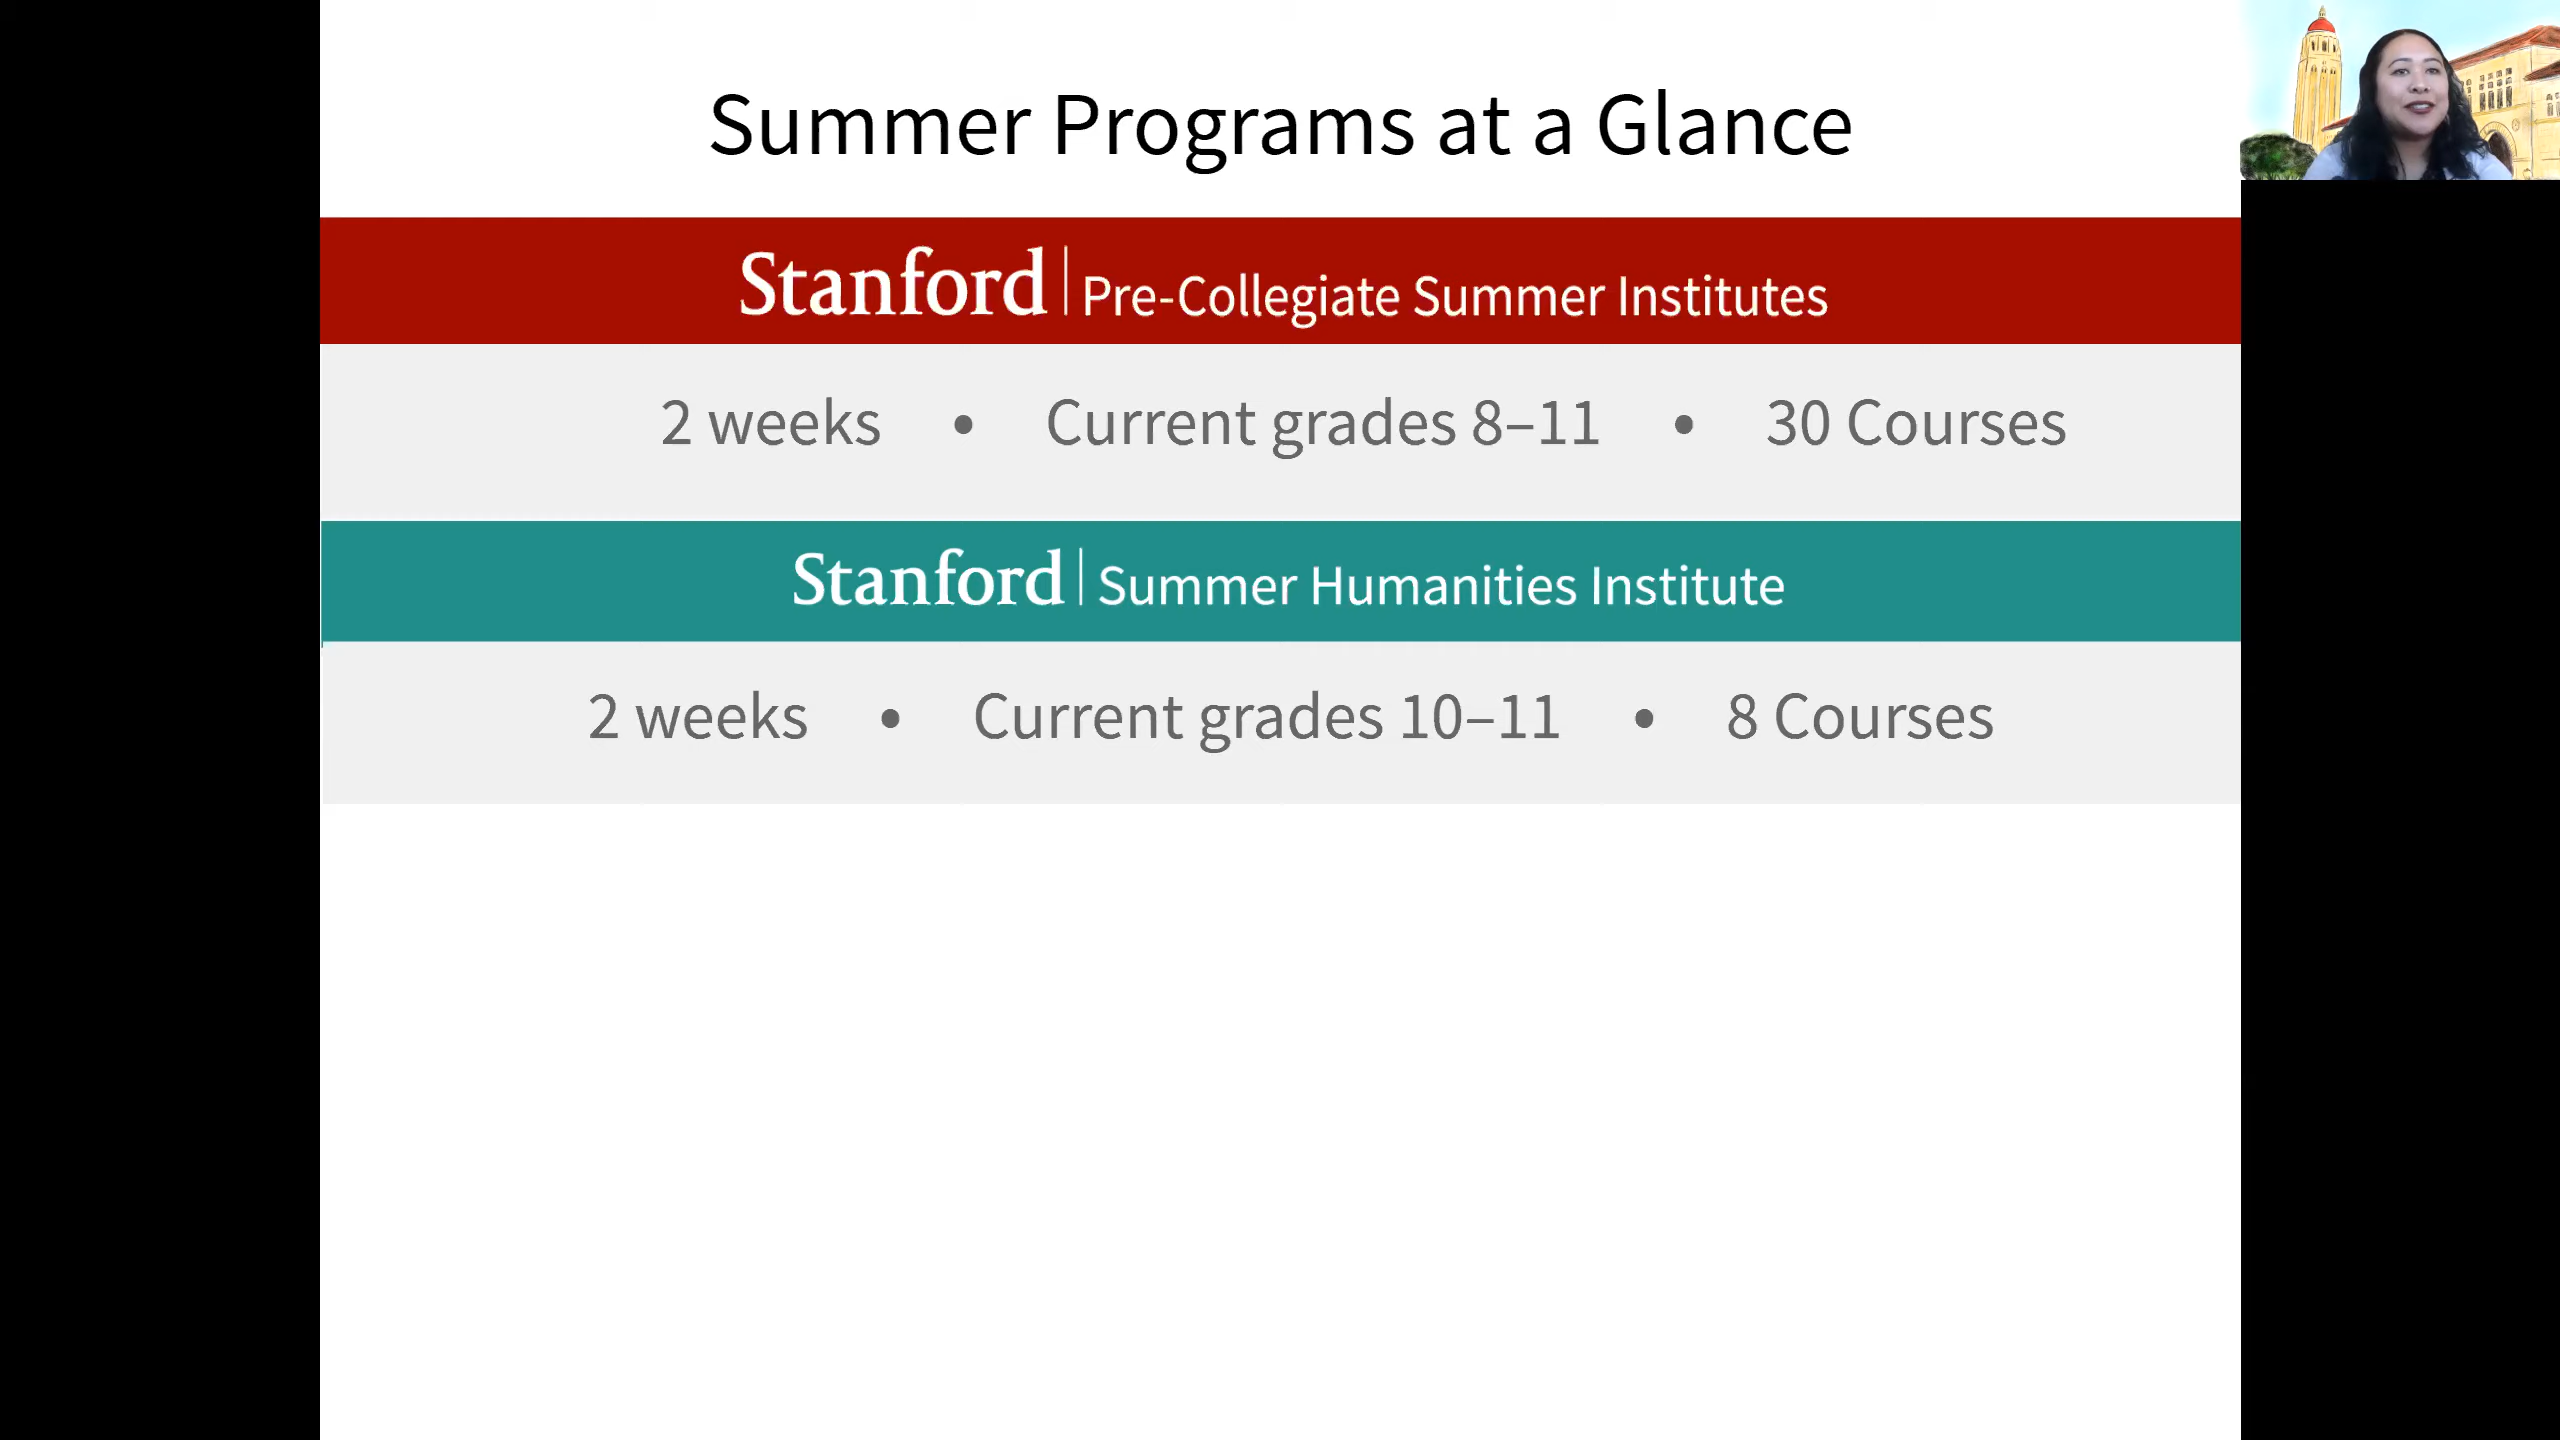 Summer Programs at a Glance
Stanford | Pre-Collegiate Summer Institutes
2 weeks • Current grades 8–11 • 30 Courses
Stanford | Summer Humanities Institute
2 weeks • Current grades 10–11 • 8 Courses